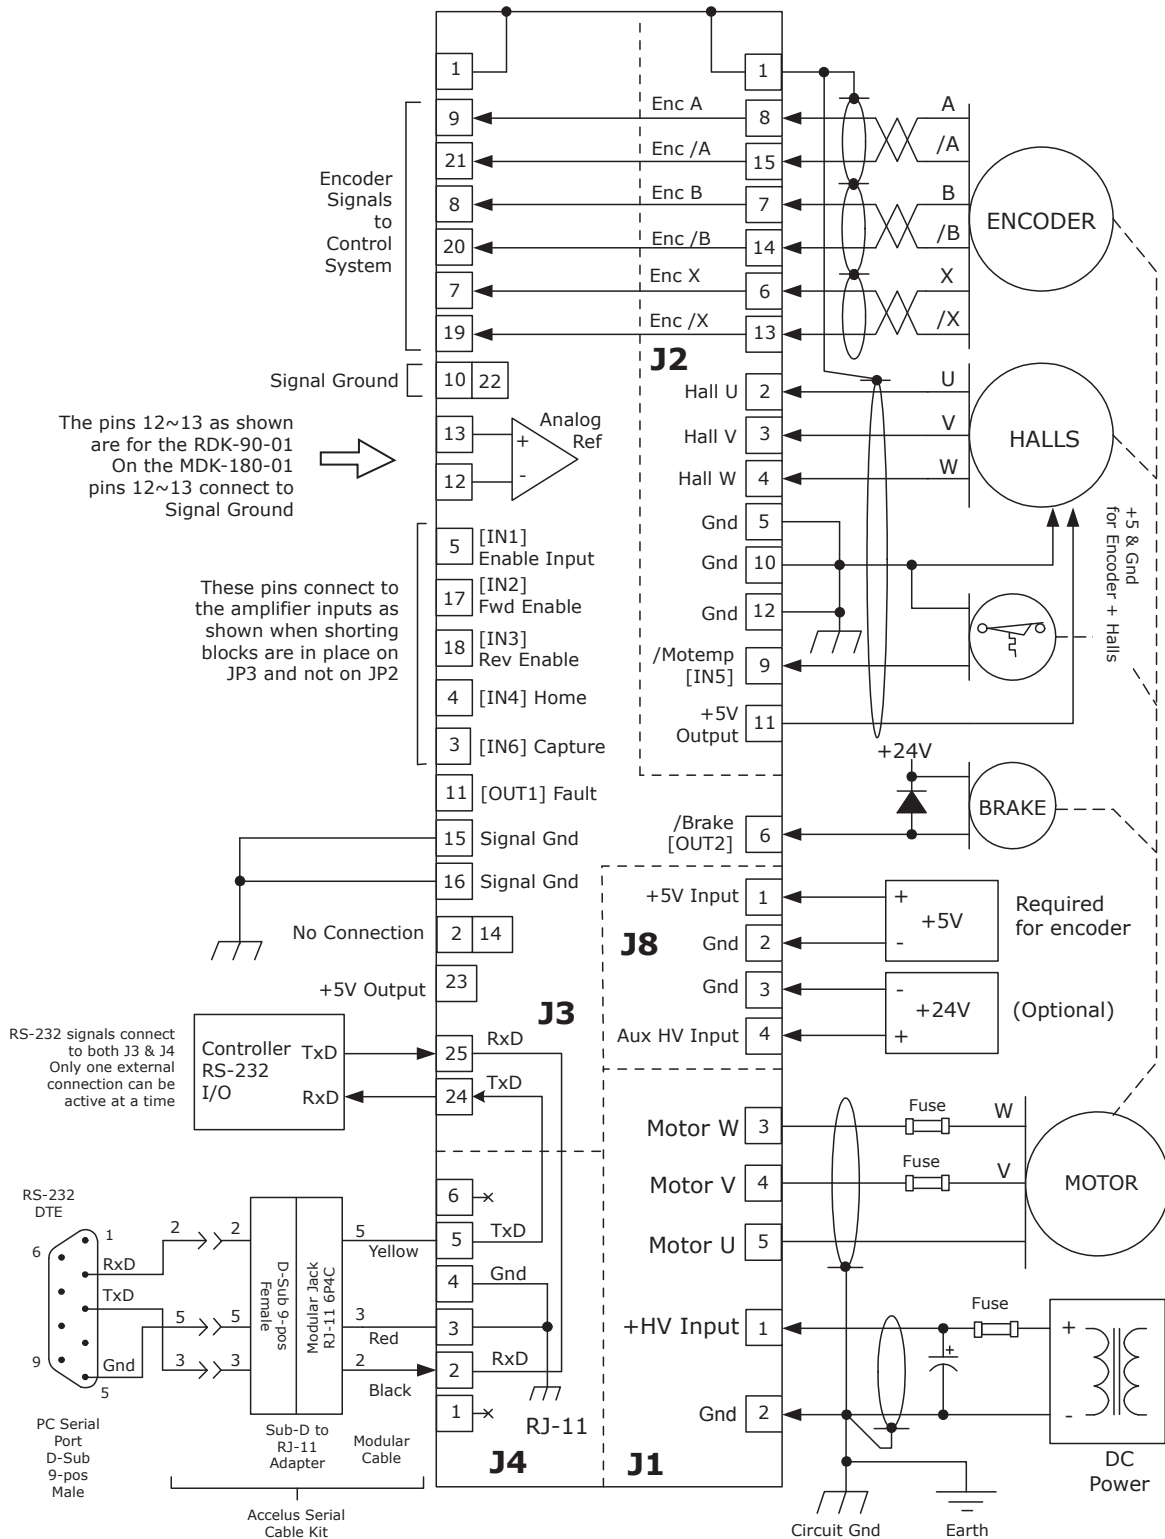 1
1
9
Enc A
8
A
21
Enc /A
15
/A
Encoder
Signals
to
Control
System
8
Enc B
7
B
20
Enc /B
14
/B
7
Enc X
6
X
19
Enc /X
13
/X
ENCODER
J2
Signal Ground
10
22
The pins 12~13 as shown
are for the RDK-90-01
On the MDK-180-01
pins 12~13 connect to
Signal Ground
13
12
+
-
Analog
Ref
Hall U
2
U
Hall V
3
V
Hall W
4
W
HALLS
Gnd
5
Gnd
10
Gnd
12
/Motemp
[IN5]
9
+5V
Output
11
+5 & Gnd
for Encoder + Halls
These pins connect to
the amplifier inputs as
shown when shorting
blocks are in place on
JP3 and not on JP2
5
[IN1]
Enable Input
17
[IN2]
Fwd Enable
18
[IN3]
Rev Enable
4
[IN4] Home
3
[IN6] Capture
11
[OUT1] Fault
15
Signal Gnd
16
Signal Gnd
No Connection
2
14
+5V Output
23
+24V
BRAKE
/Brake
[OUT2]
6
J8
+5V Input
1
+
+5V
Gnd
2
-
Required
for encoder
Gnd
3
-
+24V
Aux HV Input
4
+
(Optional)
J3
RS-232 signals connect
to both J3 & J4
Only one external
connection can be
active at a time
Controller
RS-232
I/O
TxD
RxD
25
RxD
24
TxD
Motor W
3
Fuse
W
Motor V
4
Fuse
V
Motor U
5
MOTOR
RS-232
DTE
1
6
RxD
TxD
9
Gnd
5
2
2
5
5
3
3
D-Sub 9-pos
Female
Modular Jack
RJ-11 6P4C
5
Yellow
3
Red
2
Black
6
5
TxD
4
Gnd
3
2
RxD
1
RJ-11
J4
J1
+HV Input
1
Fuse
+
+
Gnd
2
-
DC
Power
PC Serial
Port
D-Sub
9-pos
Male
Sub-D to
RJ-11
Adapter
Modular
Cable
Accelus Serial
Cable Kit
Circuit Gnd
Earth